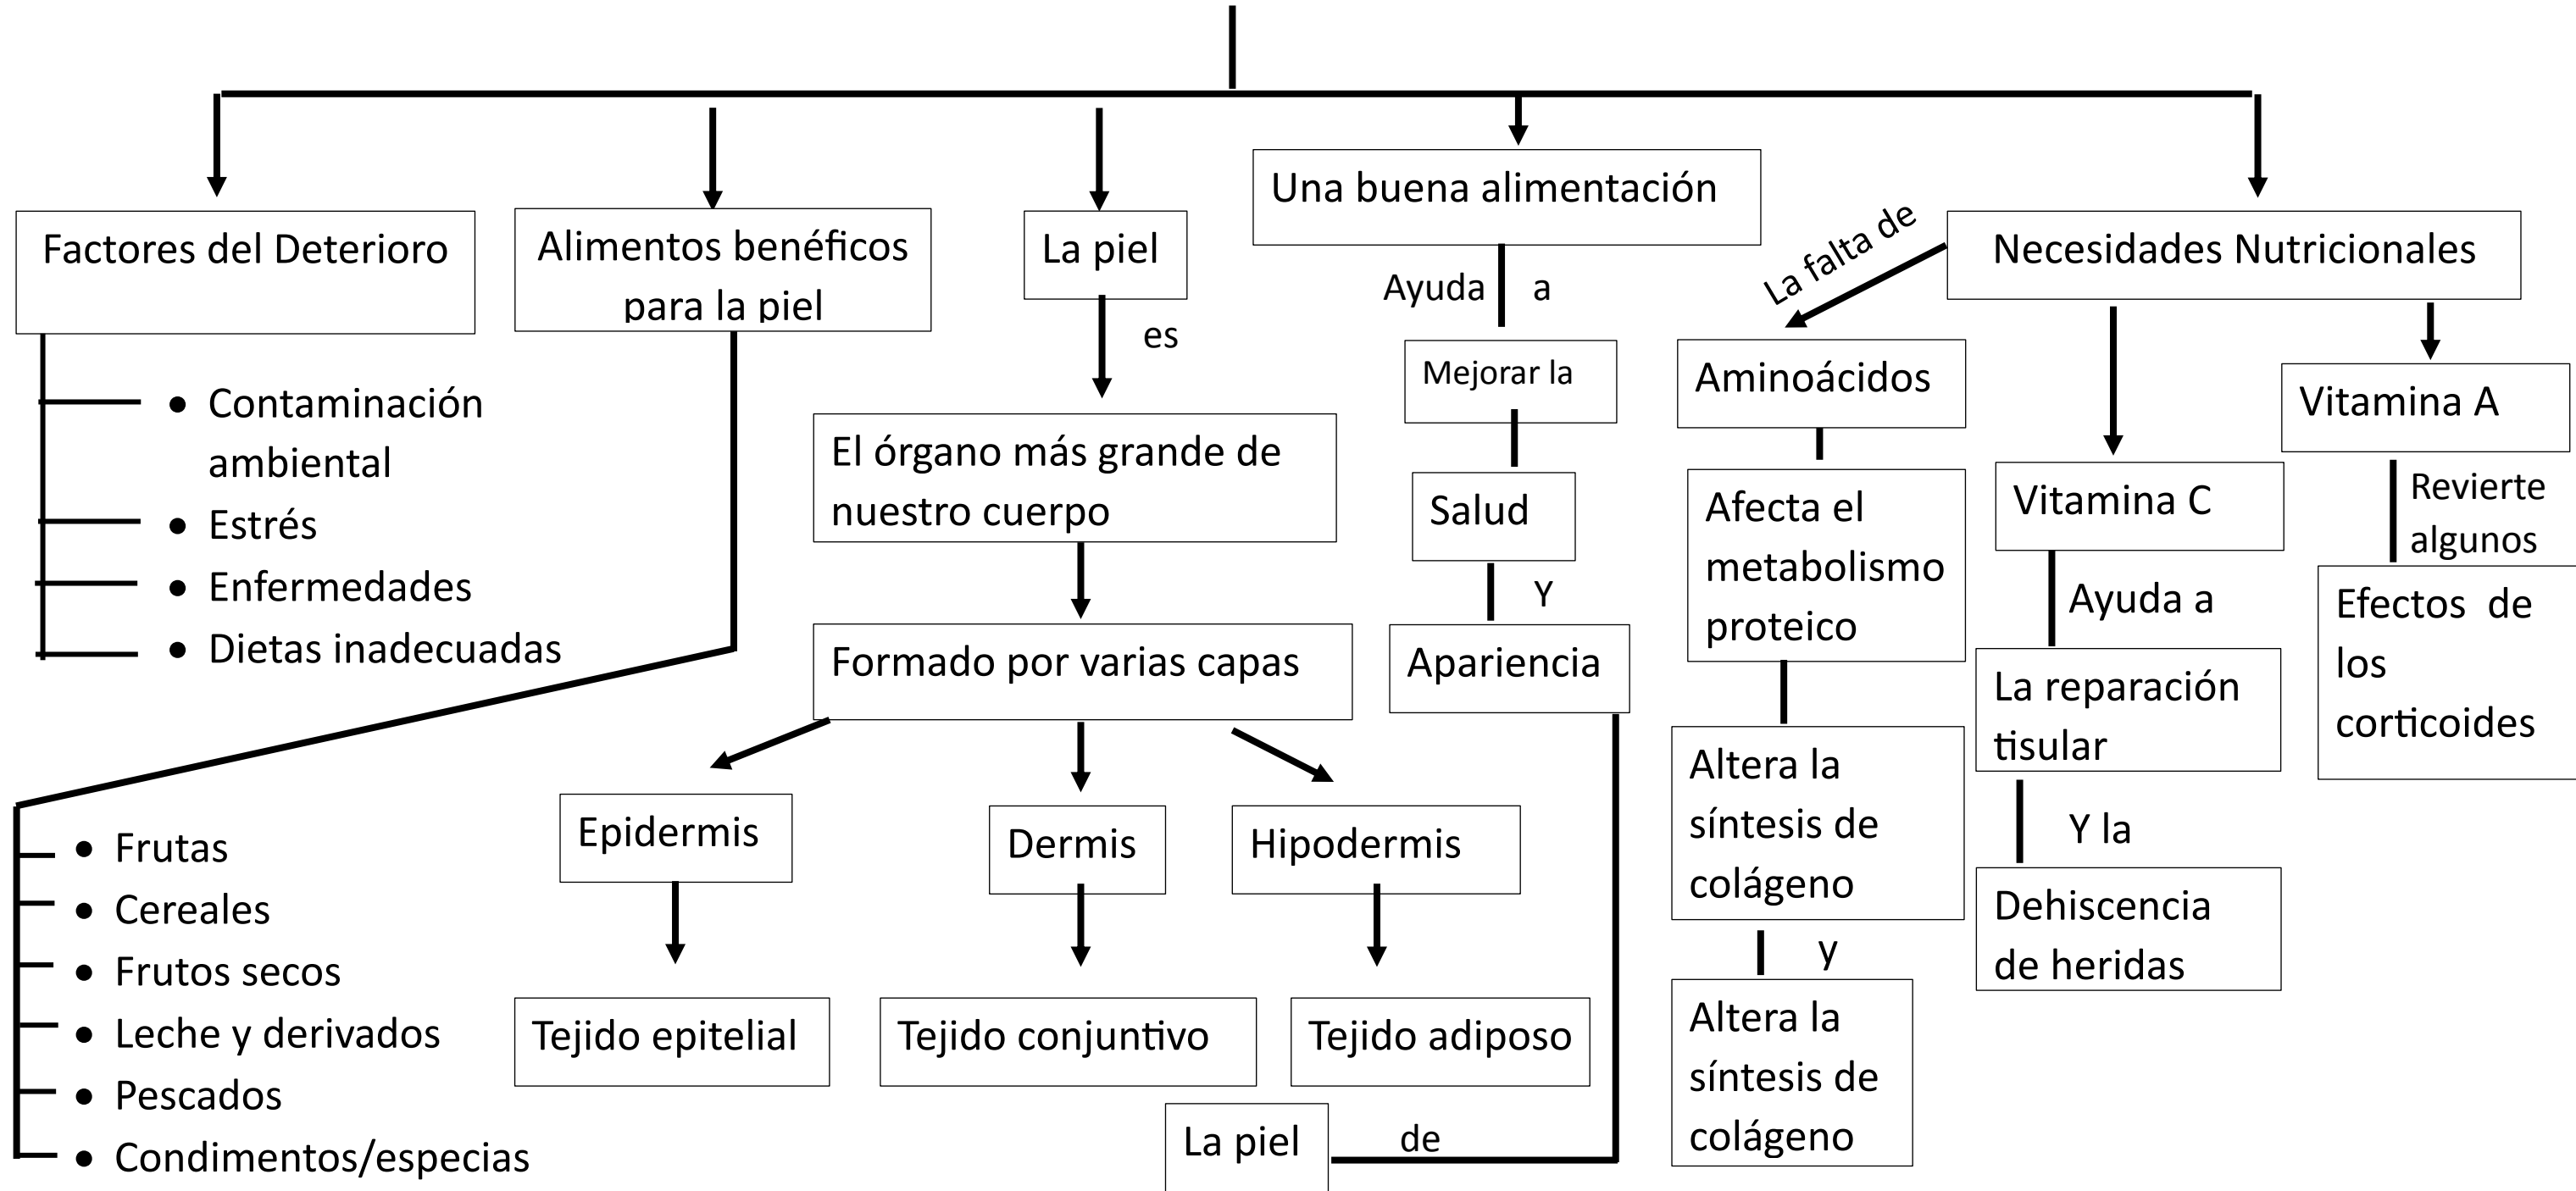 Factores del Deterioro
Contaminación
ambiental
Estrés
Enfermedades
Dietas inadecuadas
Alimentos benéficos
para la piel
Frutas
Cereales
Frutos secos
Leche y derivados
Pescados
Condimentos/especias
La piel
es
El órgano más grande de
nuestro cuerpo
Formado por varias capas
Epidermis
Tejido epitelial
Dermis
Tejido conjuntivo
Hipodermis
Tejido adiposo
Una buena alimentación
Ayuda a
Mejorar la
Salud
Y
Apariencia
de
La piel
Necesidades Nutricionales
La falta de
Aminoácidos
Afecta el
metabolismo
proteico
Altera la
síntesis de
colágeno
y
Altera la
síntesis de
colágeno
Vitamina C
Ayuda a
La reparación
tisular
Y la
Dehiscencia
de heridas
Vitamina A
Revierte
algunos
Efectos  de
los
corticoides